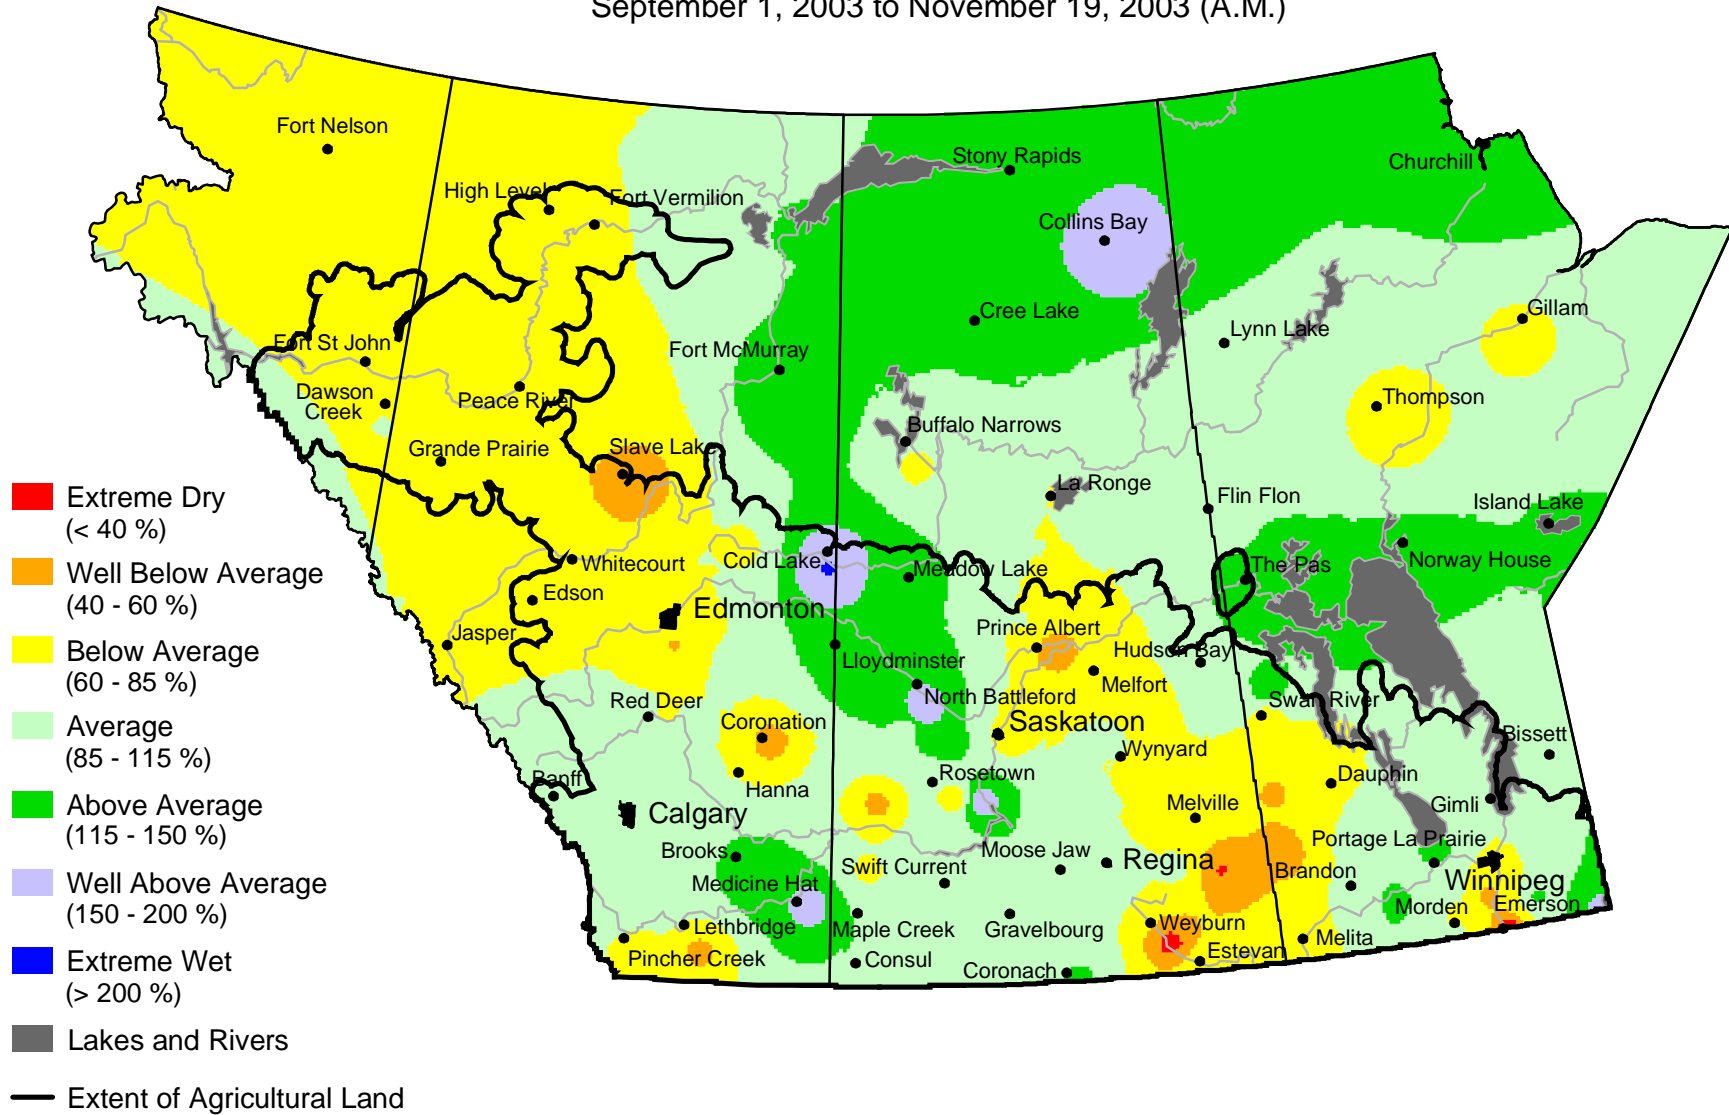 September 1, 2003 to November 19, 2003 (A.M.)
Fort Nelson
Stony Rapids
Churchill
High Level
Fort Vermilion
Collins Bay
Cree Lake
Gillam
Lynn Lake
Fort St John
Fort McMurray
Dawson
Creek
Peace River
Thompson
Buffalo Narrows
Grande Prairie
Slave Lake
La Ronge
Flin Flon
Island Lake
Whitecourt
Cold Lake
Meadow Lake
The Pas
Norway House
Edson
Edmonton
Jasper
Prince Albert
Hudson Bay
Lloydminster
Melfort
North Battleford
Red Deer
Swan River
Coronation
Saskatoon
Bissett
Wynyard
Banff
Rosetown
Dauphin
Hanna
Melville
Gimli
Calgary
Portage La Prairie
Brooks
Moose Jaw
Swift Current
Regina
Brandon
Medicine Hat
Winnipeg
Morden
Emerson
Lethbridge
Maple Creek
Gravelbourg
Weyburn
Pincher Creek
Consul
Coronach
Estevan
Melita
Extreme Dry
(< 40 %)
Well Below Average
(40 - 60 %)
Below Average
(60 - 85 %)
Average
(85 - 115 %)
Above Average
(115 - 150 %)
Well Above Average
(150 - 200 %)
Extreme Wet
(> 200 %)
Lakes and Rivers
Extent of Agricultural Land